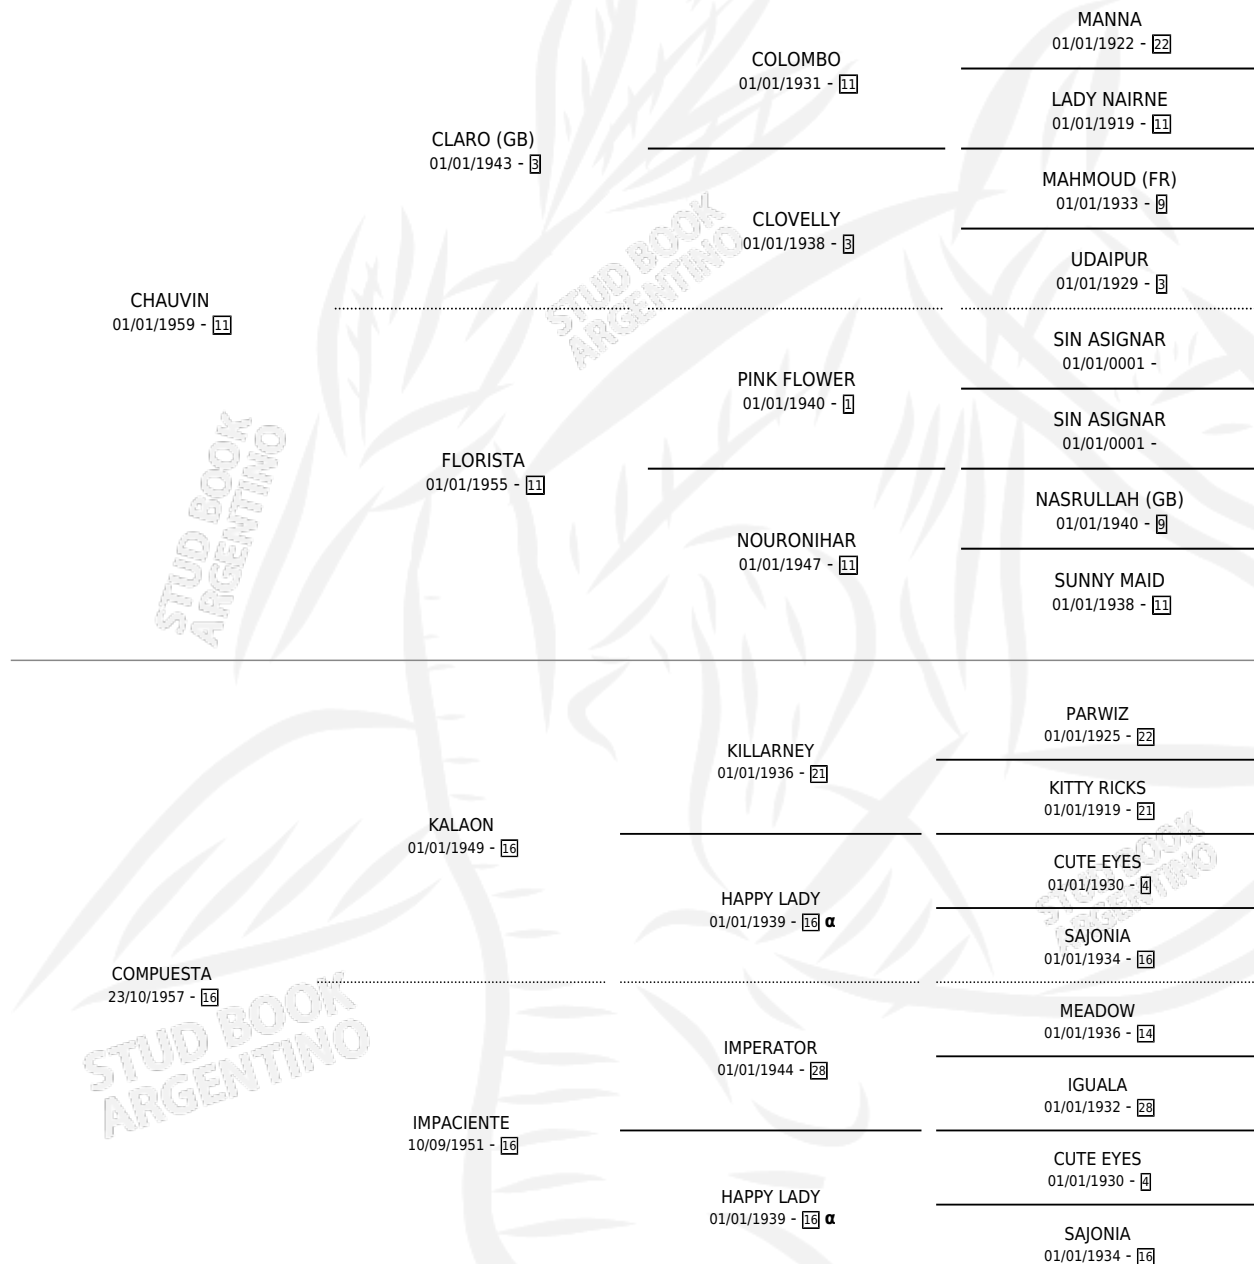 MANNA
01/01/1922 - 22
COLOMBO
01/01/1931 - 11
LADY NAIRNE
01/01/1919 - 11
CLARO (GB)
01/01/1943 - 3
MAHMOUD (FR)
01/01/1933 - 9
CLOVELLY
01/01/1938 - 3
UDAIPUR
01/01/1929 - 3
CHAUVIN
01/01/1959 - 11
STUD BOOK
ARGENTINO
SIN ASIGNAR
01/01/0001 -
PINK FLOWER
01/01/1940 - 1
SIN ASIGNAR
01/01/0001 -
FLORISTA
01/01/1955 - 11
NASRULLAH (GB)
01/01/1940 - 9
NOURONIHAR
01/01/1947 - 11
SUNNY MAID
01/01/1938 - 11
STUD BOOK
ARGENTINO
PARWIZ
01/01/1925 - 22
KILLARNEY
01/01/1936 - 21
KITTY RICKS
01/01/1919 - 21
KALAON
01/01/1949 - 16
CUTE EYES
01/01/1930 - 4
HAPPY LADY
01/01/1939 - 16 α
STUD BOOK
ARGENTINO
SAJONIA
01/01/1934 - 16
COMPUESTA
23/10/1957 - 16
STUD BOOK
ARGENTINO
MEADOW
01/01/1936 - 14
IMPERATOR
01/01/1944 - 28
IGUALA
01/01/1932 - 28
IMPACIENTE
10/09/1951 - 16
CUTE EYES
01/01/1930 - 4
HAPPY LADY
01/01/1939 - 16 α
SAJONIA
01/01/1934 - 16